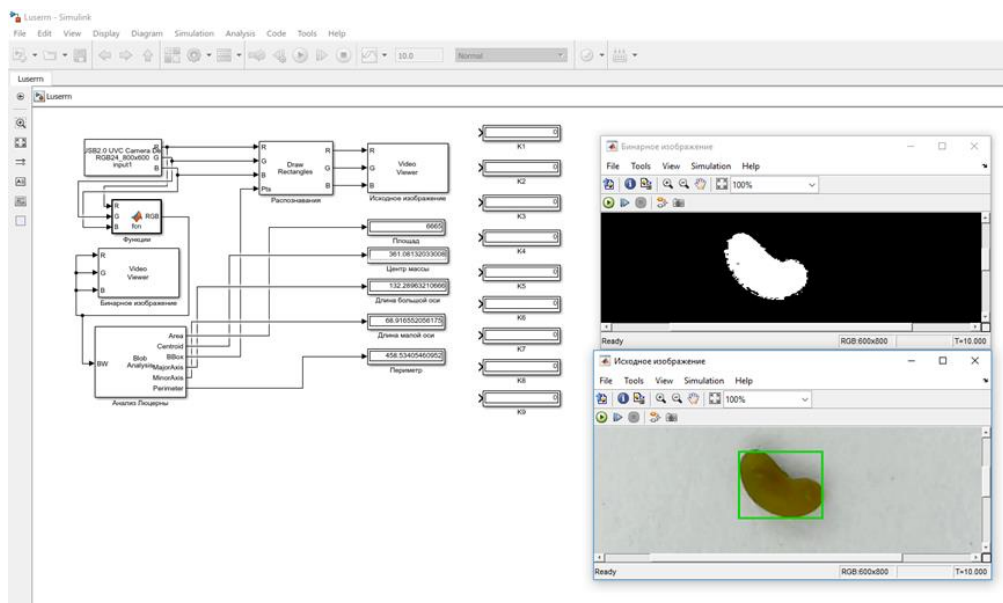 Luserm - Simulink
File Edit View Display Diagram Simulation Analysis Code Tools Help
10.0 Normal
Luserm
Luserm
USB2.0 UVC Camera:De
RGB24_800x600
input1
R
G
B
R
G
B
Pts
Draw
Rectangles
R
G
B
Распознавания
R
G
B
Video
Viewer
Исходное изображение
R
G
B
fcn
RGB
Функции
R
G
B
Video
Viewer
Бинарное изображение
6665
Площад
361.08132033008
Центр массы
132.28963210666
Длина большой оси
68.916552056175
Длина малой оси
458.53405460952
Периметр
BW
Blob
Analysis
Area
Centroid
BBox
MajorAxis
MinorAxis
Perimeter
Анализ Люцерны
0
K1
0
K2
0
K3
0
K4
0
K5
0
K6
0
K7
0
K8
0
K9
Бинарное изображение
File Tools View Simulation Help
100%
Ready RGB:600x800 T=10.000
Исходное изображение
File Tools View Simulation Help
100%
Ready RGB:600x800 T=10.000